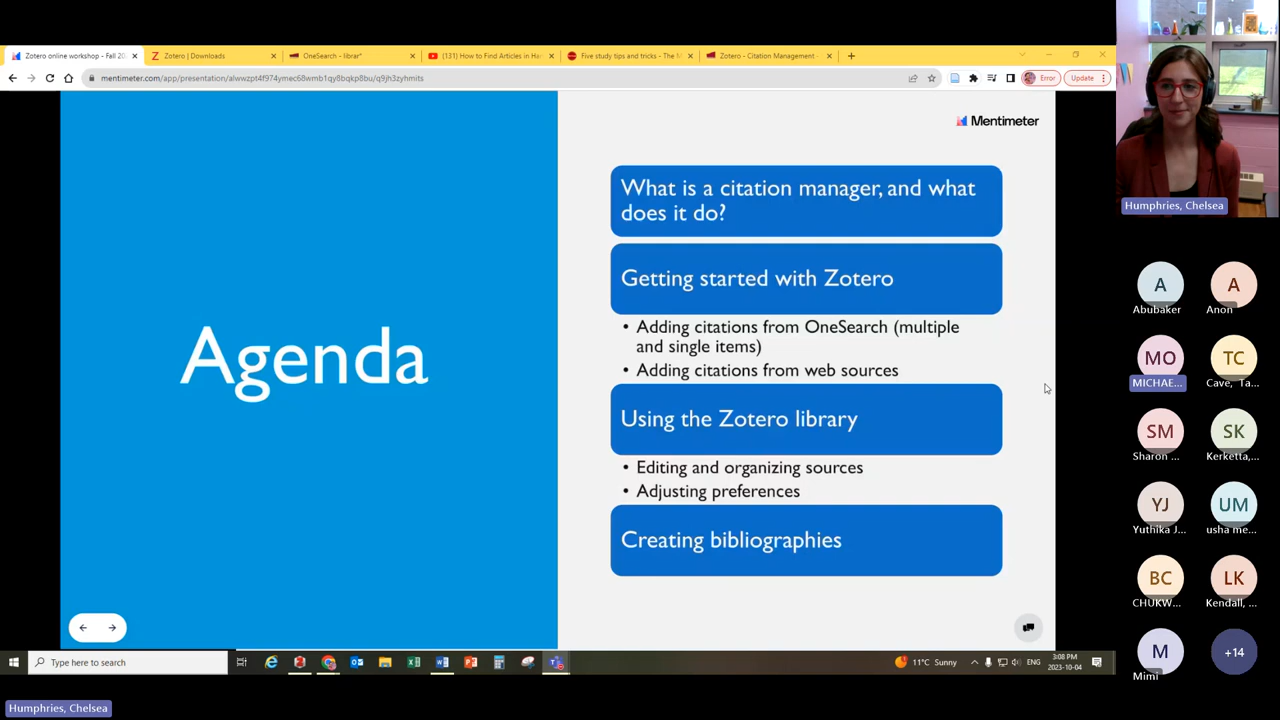 Zotero online workshop - Fall 20
Zotero | Downloads
OneSearch - librar*
(131) How to Find Articles in Her
Five study tips and tricks - The M
Zotero - Citation Management -
mentimeter.com/app/presentation/alwwzpt4f974ymec68wmb1qy8bqkp8bu/q9jh3zyhmits
Error
Update
Mentimeter
Agenda
What is a citation manager, and what
does it do?
Getting started with Zotero
• Adding citations from OneSearch (multiple
and single items)
• Adding citations from web sources
Using the Zotero library
• Editing and organizing sources
• Adjusting preferences
Creating bibliographies
Type here to search
11°C Sunny
ENG
3:08 PM
2023-10-04
Humphries, Chelsea
A
Abubaker
A
Anon
MO
MICHAE...
TC
Cave, Ta...
SM
Sharon ...
SK
Kerketta,...
YJ
Yuthika J...
UM
usha me...
BC
CHUKW...
LK
Kendall, ...
M
Mimi
+14
Humphries, Chelsea